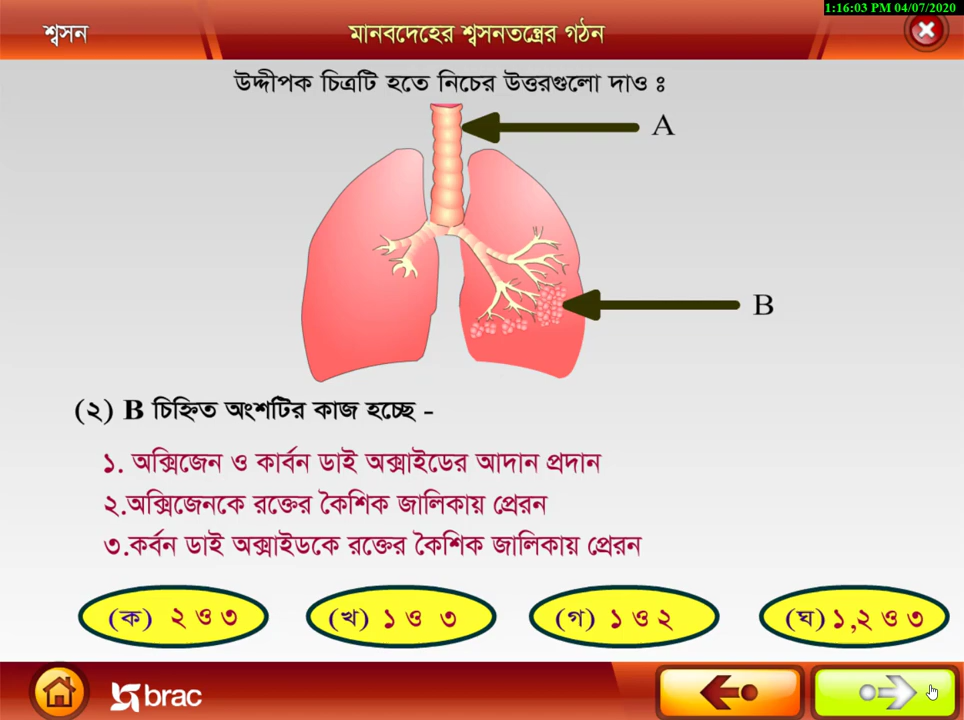 1:16:03 PM 04/07/2020
শ্বসন
মানবদেহের শ্বসনতন্ত্রের গঠন
উদ্দীপক চিত্রটি হতে নিচের উত্তরগুলো দাও ঃ
A
B
(২) B চিহ্নিত অংশটির কাজ হচ্ছে -
১. অক্সিজেন ও কার্বন ডাই অক্সাইডের আদান প্রদান
২.অক্সিজেনকে রক্তের কৈশিক জালিকায় প্রেরন
৩.কর্বন ডাই অক্সাইডকে রক্তের কৈশিক জালিকায় প্রেরন
(ক) ২ ও ৩ (খ) ১ ও ৩ (গ) ১ ও ২ (ঘ) ১,২ ও ৩
brac